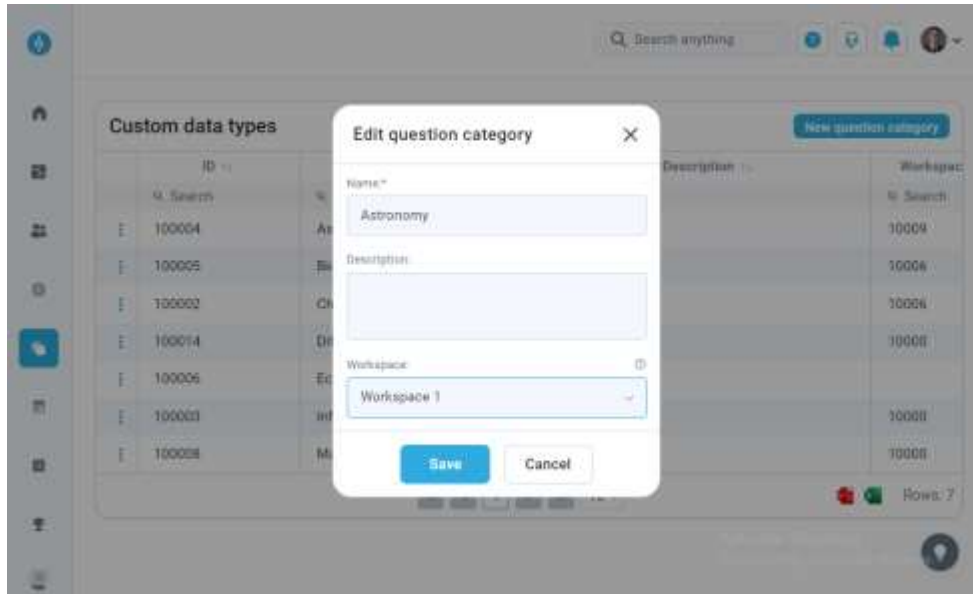 Search anything
Custom data types
New question category
ID
Description
Workspac
Search
Search
100004
10009
100005
10006
100002
10006
100014
10008
100006
Ec
100003
Inf
10008
100008
10008
Rows: 7
Edit question category
Name:*
Astronomy
Description:
Workspace:
Workspace 1
Save
Cancel